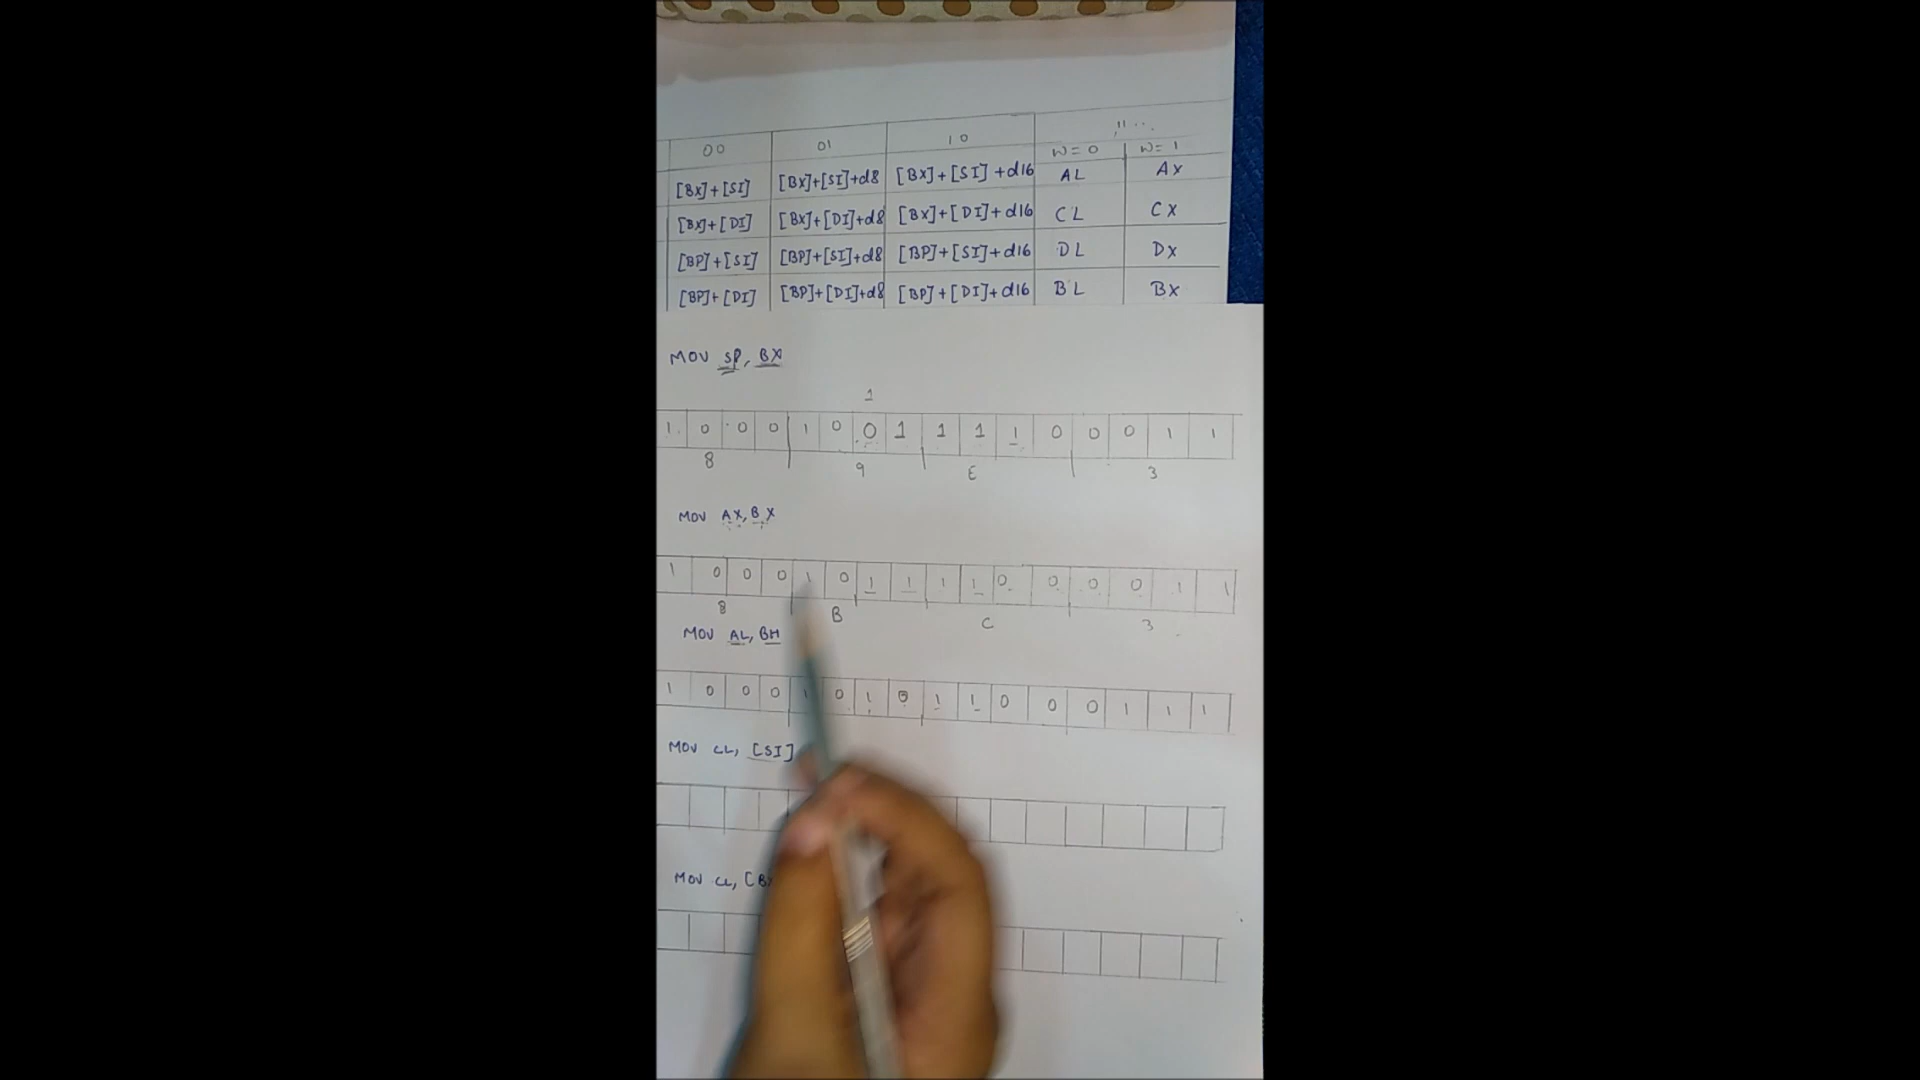 00 01 10 11
W=0 W=1
[BX]+[SI] [BX]+[SI]+d8 [BX]+[SI]+d16 AL AX
[BX]+[DI] [BX]+[DI]+d8 [BX]+[DI]+d16 CL CX
[BP]+[SI] [BP]+[SI]+d8 [BP]+[SI]+d16 DL DX
[BP]+[DI] [BP]+[DI]+d8 [BP]+[DI]+d16 BL BX
MOV SP, BX
1
1 0 0 0 1 0 0 1 1 1 1 0 0 0 1 1
8 9 E 3
MOV AX, BX
1 0 0 0 1 0 1 1 1 1 0 0 0 0 1 1
8 B C 3
MOV AL, BH
1 0 0 0 1 0 1 0 1 1 0 0 0 1 1 1
MOV CL, [SI]
MOV CL, [BX